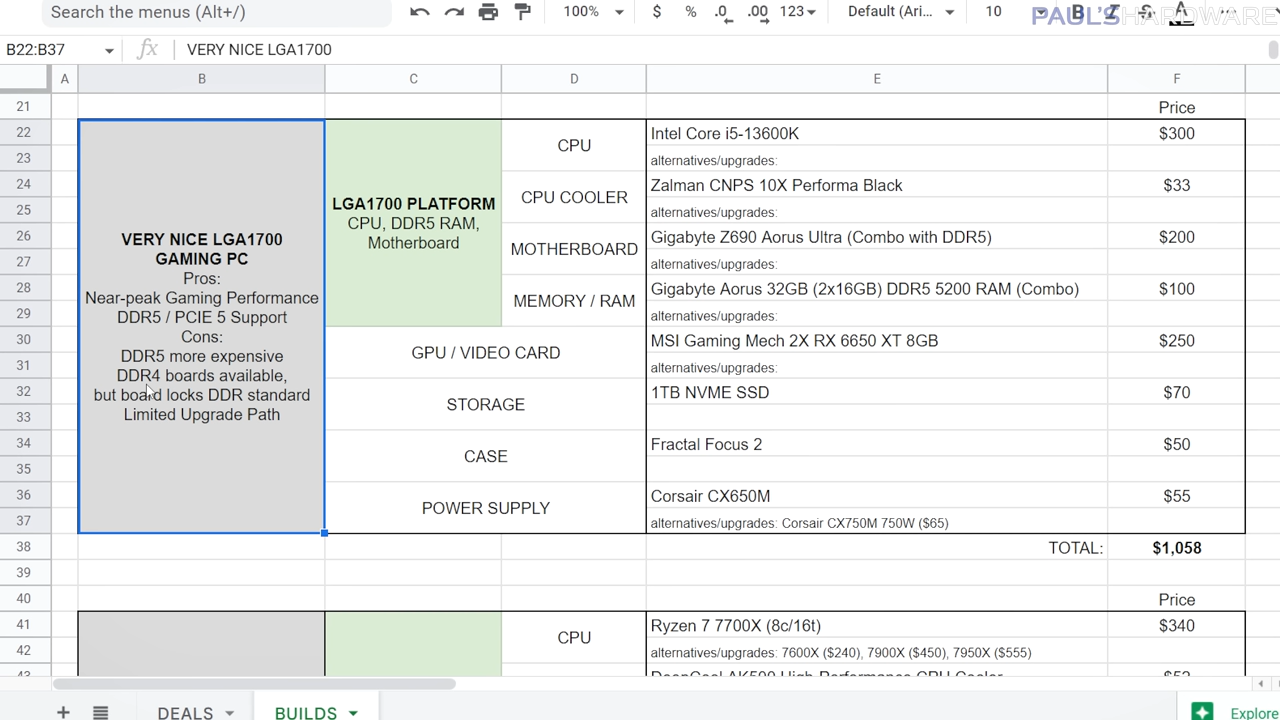 Search the menus (Alt+/)
100%
$
%
.0
.00
123
Default (Ari...
10
B
I
S
A
PAUL'SHARDWARE
B22:B37
fx
VERY NICE LGA1700
A
B
C
D
E
F
21
Price
22
23
24
25
26
27
28
29
30
31
32
33
34
35
36
37
VERY NICE LGA1700
GAMING PC
Pros:
Near-peak Gaming Performance
DDR5 / PCIE 5 Support
Cons:
DDR5 more expensive
DDR4 boards available,
but board locks DDR standard
Limited Upgrade Path
LGA1700 PLATFORM
CPU, DDR5 RAM,
Motherboard
CPU
Intel Core i5-13600K
$300
alternatives/upgrades:
CPU COOLER
Zalman CNPS 10X Performa Black
$33
alternatives/upgrades:
MOTHERBOARD
Gigabyte Z690 Aorus Ultra (Combo with DDR5)
$200
alternatives/upgrades:
MEMORY / RAM
Gigabyte Aorus 32GB (2x16GB) DDR5 5200 RAM (Combo)
$100
alternatives/upgrades:
GPU / VIDEO CARD
MSI Gaming Mech 2X RX 6650 XT 8GB
$250
alternatives/upgrades:
STORAGE
1TB NVME SSD
$70
CASE
Fractal Focus 2
$50
POWER SUPPLY
Corsair CX650M
$55
alternatives/upgrades: Corsair CX750M 750W ($65)
38
TOTAL:
$1,058
39
40
Price
41
CPU
Ryzen 7 7700X (8c/16t)
$340
42
alternatives/upgrades: 7600X ($240), 7900X ($450), 7950X ($555)
43
DeepCool AK500 High-Performance CPU Cooler
DEALS
BUILDS
Explore